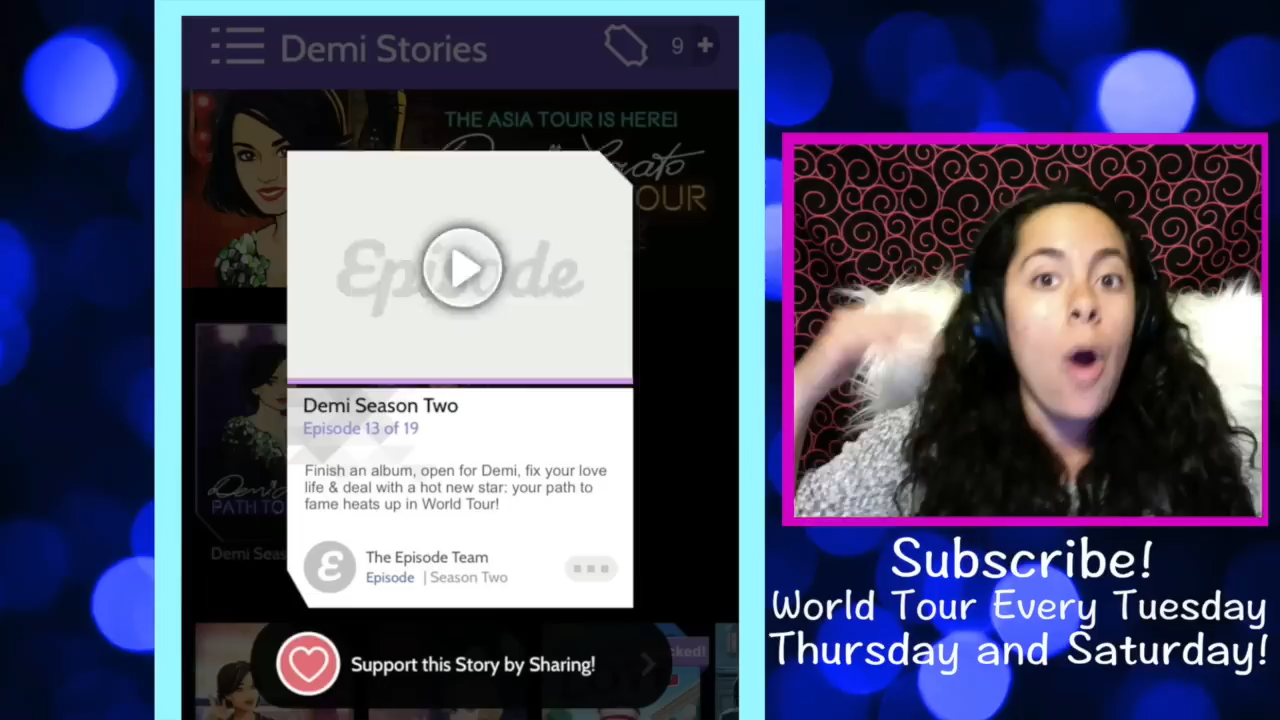 Demi Stories
9 +
THE ASIA TOUR IS HERE!
OUR
Episode
Demi Season Two
Episode 13 of 19
Finish an album, open for Demi, fix your love
life & deal with a hot new star: your path to
fame heats up in World Tour!
The Episode Team
Episode | Season Two
Demi
PATH TO
Demi Seas
Support this Story by Sharing!
cked!
Subscribe!
World Tour Every Tuesday
Thursday and Saturday!